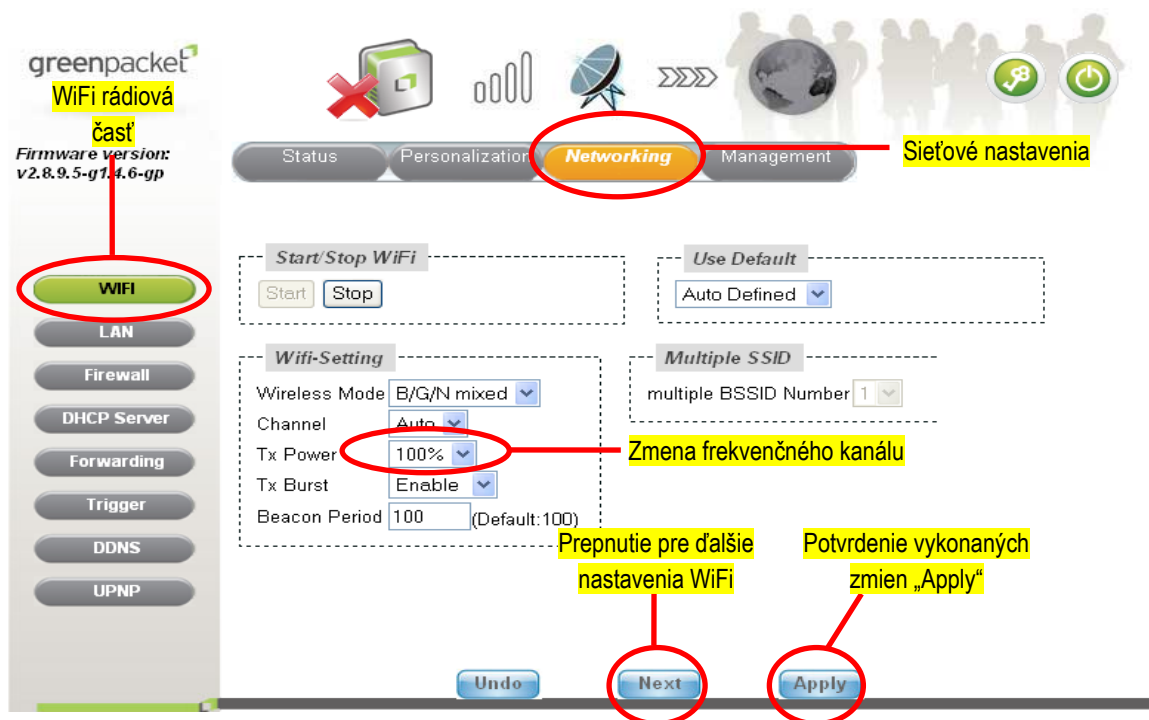 greenpacket
WiFi rádiová
časť
Firmware version:
v2.8.9.5-g1.4.6-gp
Status
Personalization
Networking
Management
Sieťové nastavenia
WIFI
LAN
Firewall
DHCP Server
Forwarding
Trigger
DDNS
UPNP
Start/Stop WiFi
Start Stop
Use Default
Auto Defined
Wifi-Setting
Wireless Mode B/G/N mixed
Channel Auto
Tx Power 100%
Tx Burst Enable
Beacon Period 100 (Default:100)
Multiple SSID
multiple BSSID Number 1
Zmena frekvenčného kanálu
Prepnutie pre ďalšie
nastavenia WiFi
Potvrdenie vykonaných
zmien „Apply“
Undo
Next
Apply